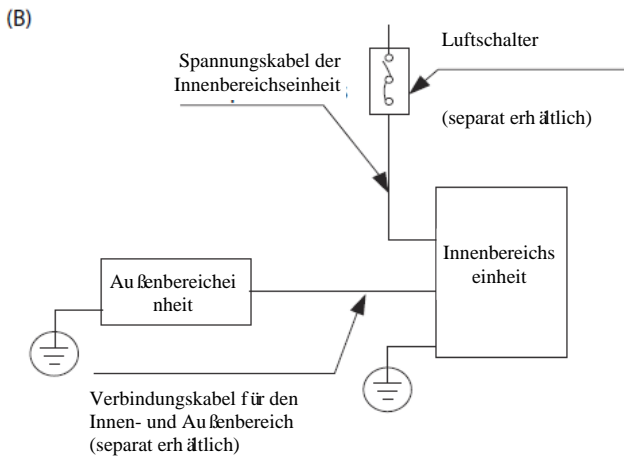 (B)
Spannungskabel der
Innenbereichseinheit ;
Luftschalter
(separat erhältlich)
Innenbereichs
einheit
Außenbereichei
nheit
Verbindungskabel für den
Innen- und Außenbereich
(separat erhältlich)